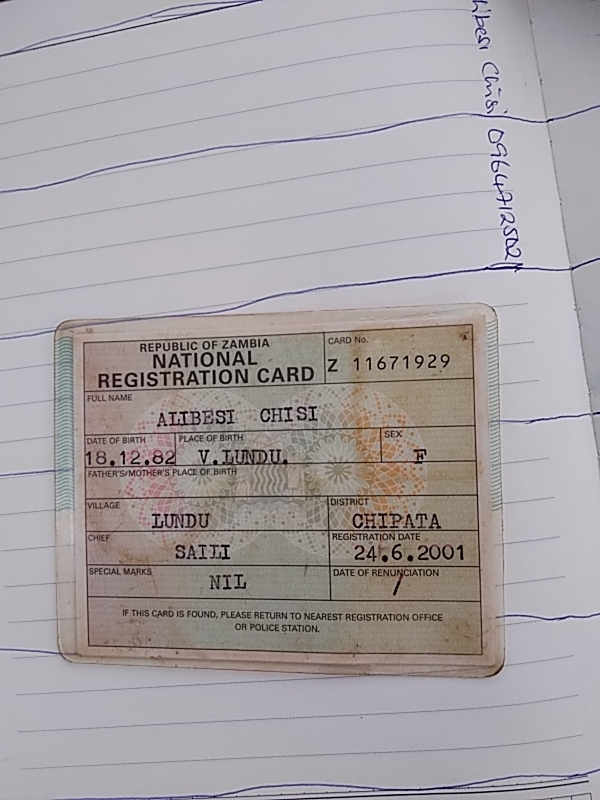 libesi Chisi 0964712502
REPUBLIC OF ZAMBIA
NATIONAL
REGISTRATION CARD
CARD No.
Z 11671929
FULL NAME
ALIBESI CHISI
DATE OF BIRTH PLACE OF BIRTH SEX
18.12.82 V.LUNDU. F
FATHER'S/MOTHER'S PLACE OF BIRTH
VILLAGE DISTRICT
LUNDU CHIPATA
CHIEF REGISTRATION DATE
SAILI 24.6.2001
SPECIAL MARKS DATE OF RENUNCIATION
NIL /
IF THIS CARD IS FOUND, PLEASE RETURN TO NEAREST REGISTRATION OFFICE
OR POLICE STATION.